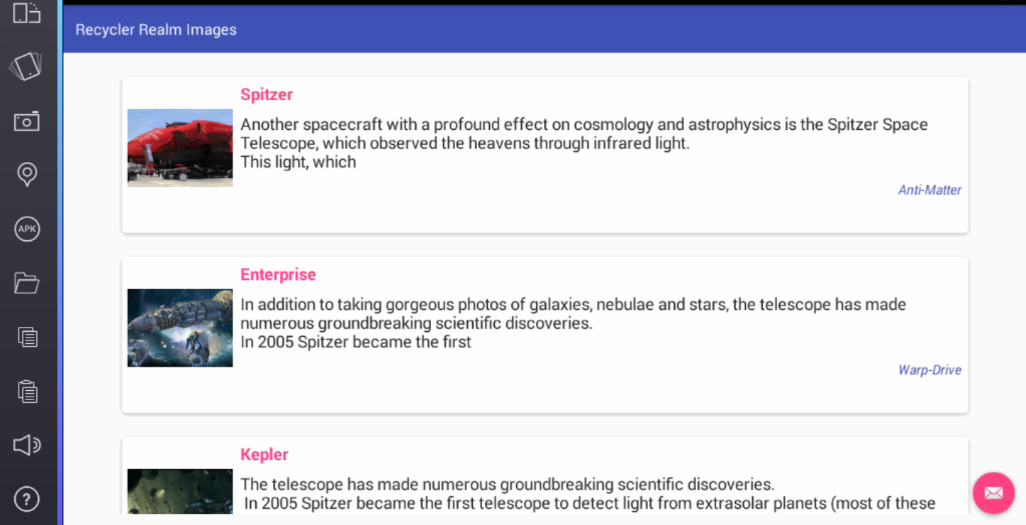 Recycler Realm Images
Spitzer
Another spacecraft with a profound effect on cosmology and astrophysics is the Spitzer Space
Telescope, which observed the heavens through infrared light.
This light, which
Anti-Matter
Enterprise
In addition to taking gorgeous photos of galaxies, nebulae and stars, the telescope has made
numerous groundbreaking scientific discoveries.
In 2005 Spitzer became the first
Warp-Drive
APK
Kepler
The telescope has made numerous groundbreaking scientific discoveries.
In 2005 Spitzer became the first telescope to detect light from extrasolar planets (most of these
?